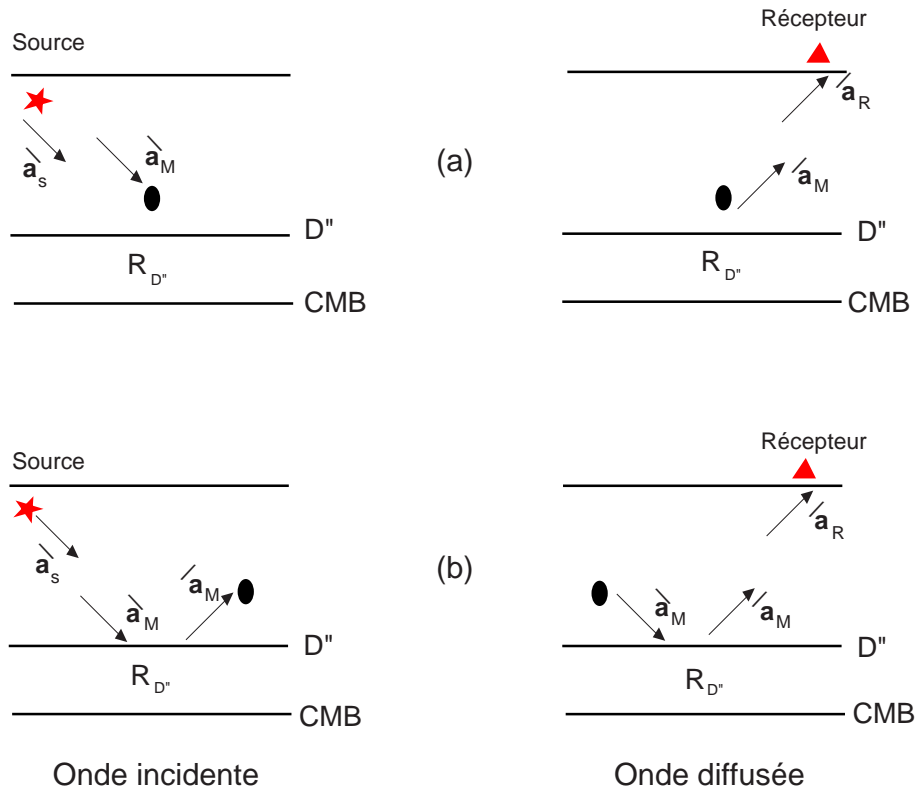 Source
Récepteur
a_s
a_M
(a)
a_R
a_M
D"
R_D"
CMB
D"
R_D"
CMB
Source
Récepteur
a_s
a_M
a_M
(b)
a_R
a_M
a_M
D"
R_D"
CMB
D"
R_D"
CMB
Onde incidente
Onde diffusée